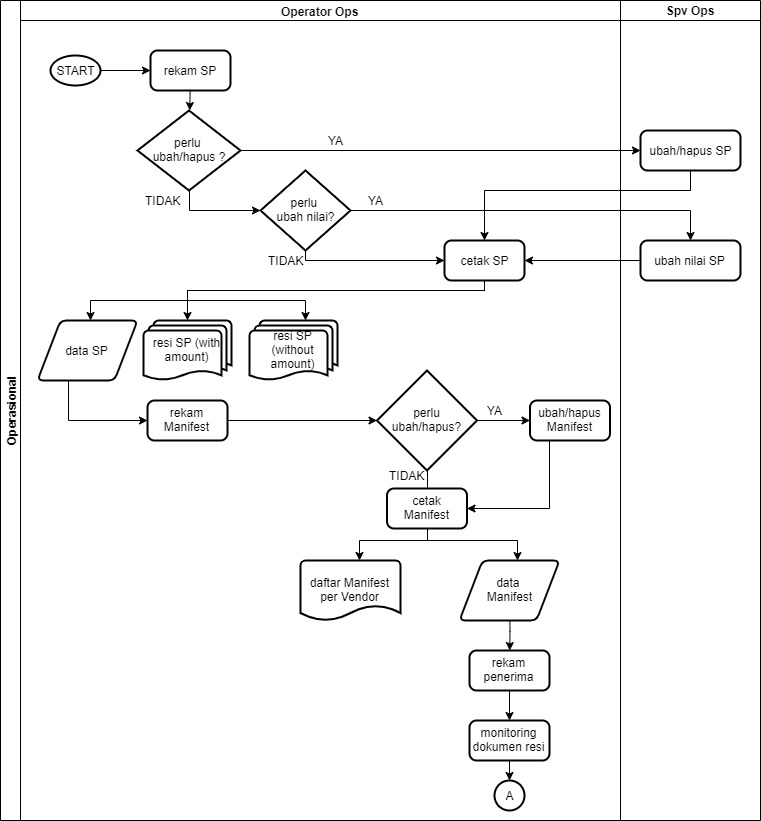 Operator Ops
Spv Ops
Operasional
START
rekam SP
perlu
ubah/hapus ?
YA
ubah/hapus SP
TIDAK
perlu
ubah nilai?
YA
TIDAK
cetak SP
ubah nilai SP
data SP
resi SP (with
amount)
resi SP
(without
amount)
rekam
Manifest
perlu
ubah/hapus?
YA
ubah/hapus
Manifest
TIDAK
cetak
Manifest
daftar Manifest
per Vendor
data
Manifest
rekam
penerima
monitoring
dokumen resi
A